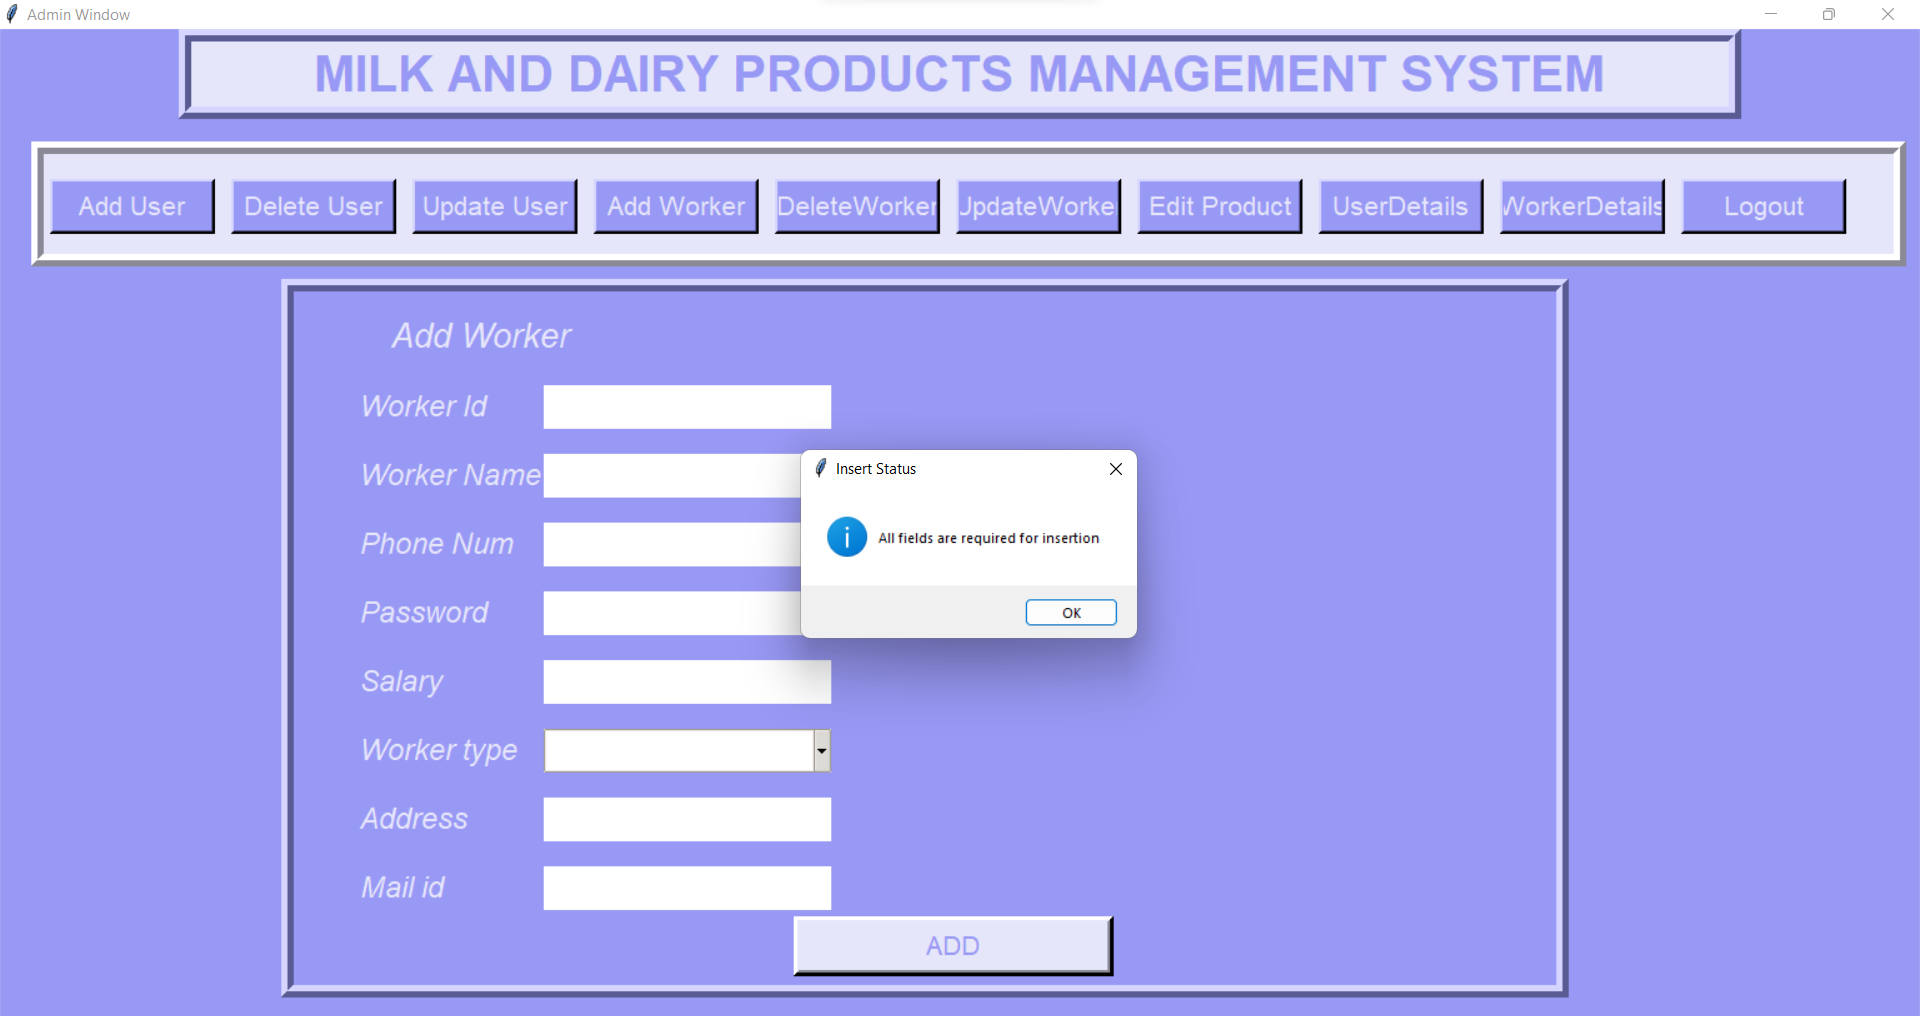 Admin Window
MILK AND DAIRY PRODUCTS MANAGEMENT SYSTEM
Add User Delete User Update User Add Worker DeleteWorker UpdateWorke Edit Product UserDetails WorkerDetails Logout
Add Worker
Worker Id
Worker Name
Phone Num
Password
Salary
Worker type
Address
Mail id
ADD
Insert Status
All fields are required for insertion
OK